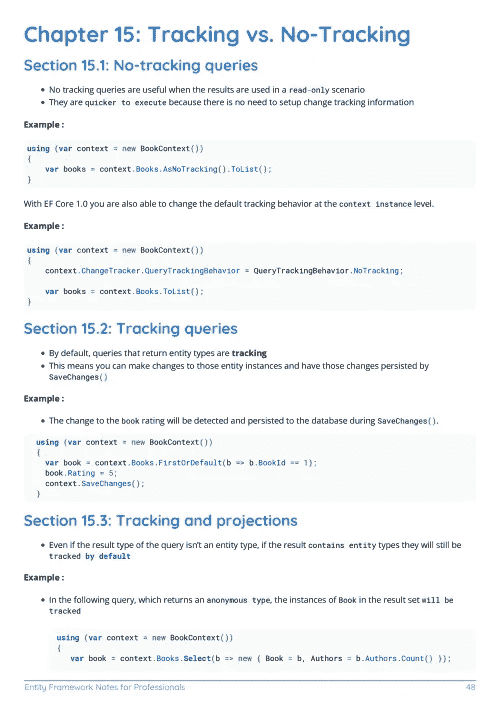 Chapter 15: Tracking vs. No-Tracking
Section 15.1: No-tracking queries
• No tracking queries are useful when the results are used in a read-only scenario
• They are quicker to execute because there is no need to setup change tracking information
Example :
using (var context = new BookContext())
{
var books = context.Books.AsNoTracking().ToList();
}
With EF Core 1.0 you are also able to change the default tracking behavior at the context instance level.
Example :
using (var context = new BookContext())
{
context.ChangeTracker.QueryTrackingBehavior = QueryTrackingBehavior.NoTracking;
var books = context.Books.ToList();
}
Section 15.2: Tracking queries
• By default, queries that return entity types are tracking
• This means you can make changes to those entity instances and have those changes persisted by
SaveChanges()
Example :
• The change to the book rating will be detected and persisted to the database during SaveChanges().
using (var context = new BookContext())
{
var book = context.Books.FirstOrDefault(b => b.BookId == 1);
book.Rating = 5;
context.SaveChanges();
}
Section 15.3: Tracking and projections
• Even if the result type of the query isn't an entity type, if the result contains entity types they will still be
tracked by default
Example :
• In the following query, which returns an anonymous type, the instances of Book in the result set will be
tracked
using (var context = new BookContext())
{
var book = context.Books.Select(b => new { Book = b, Authors = b.Authors.Count() });
Entity Framework Notes for Professionals
48